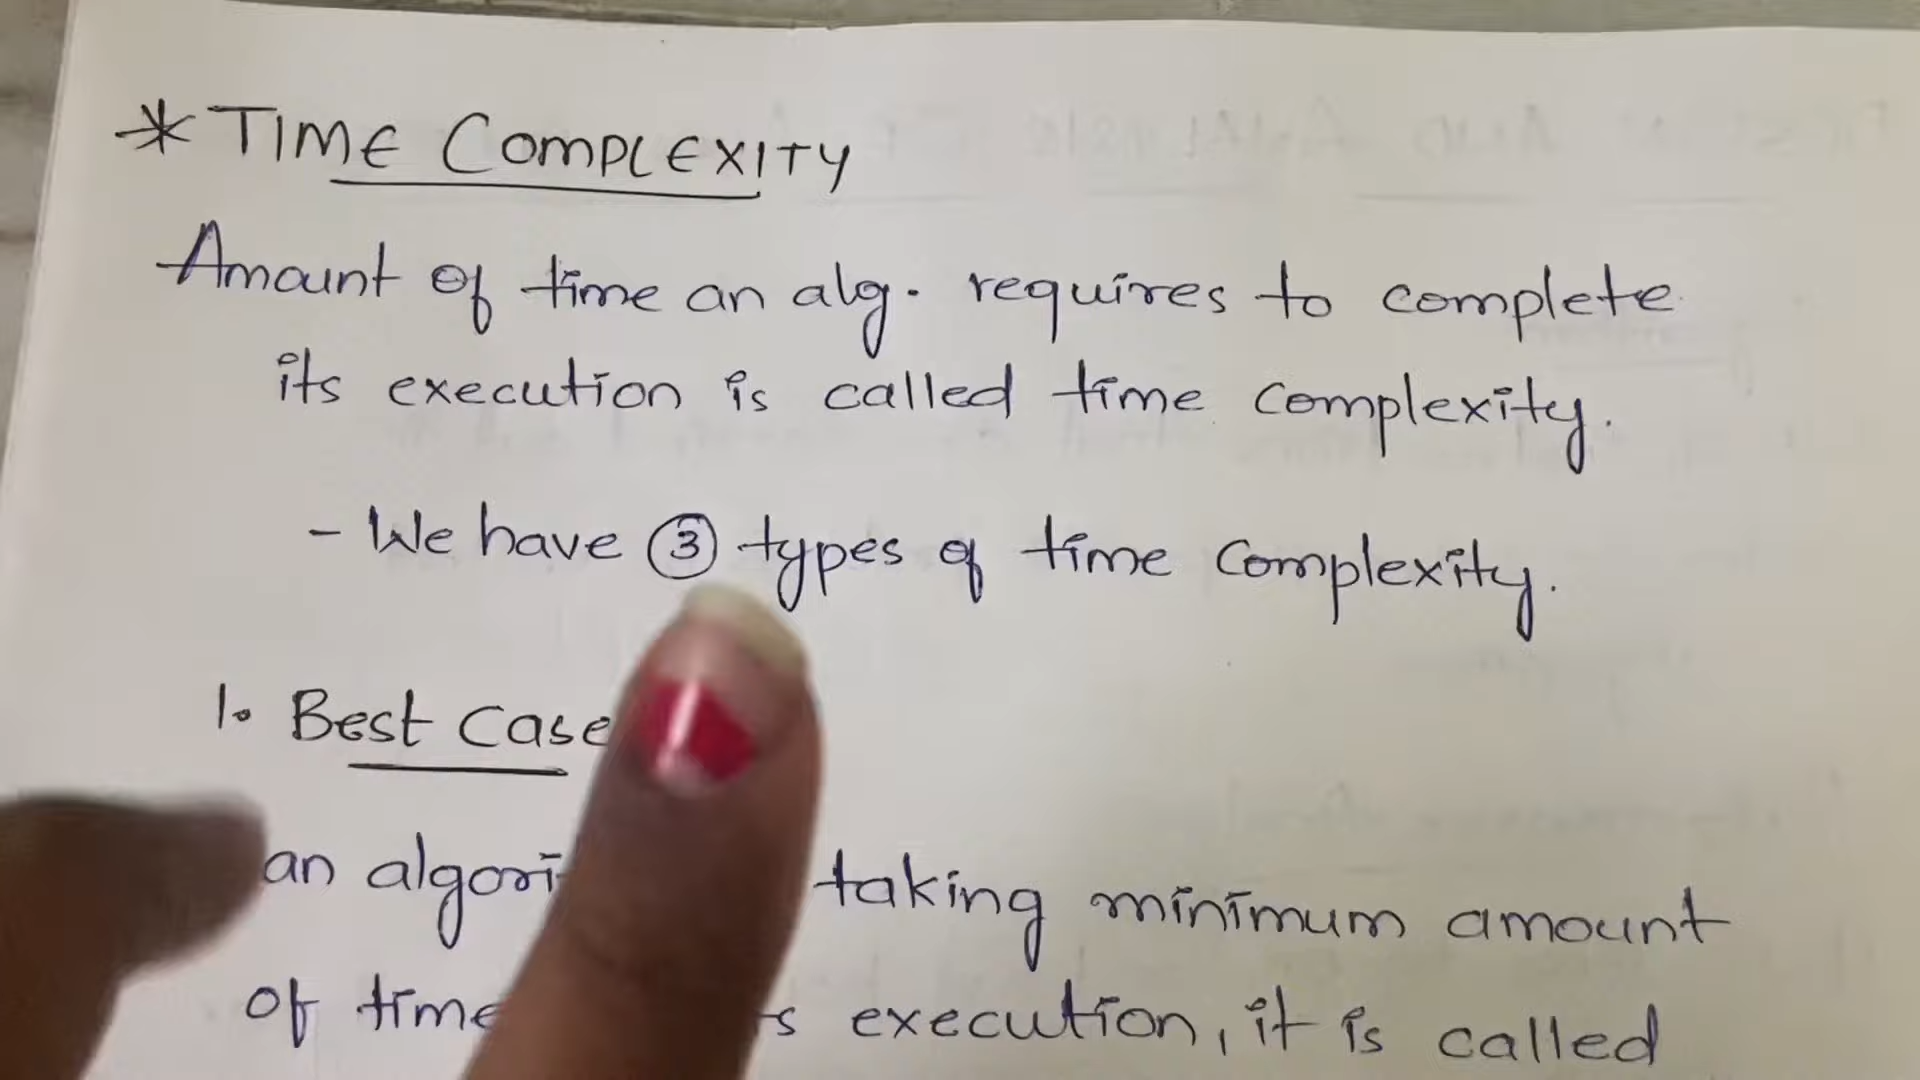 * TIME COMPLEXITY
Amount of time an alg. requires to complete
its execution is called time complexity.
- We have ③ types of time complexity.
1. Best Case
an algori taking minimum amount
of time s execution, it is called